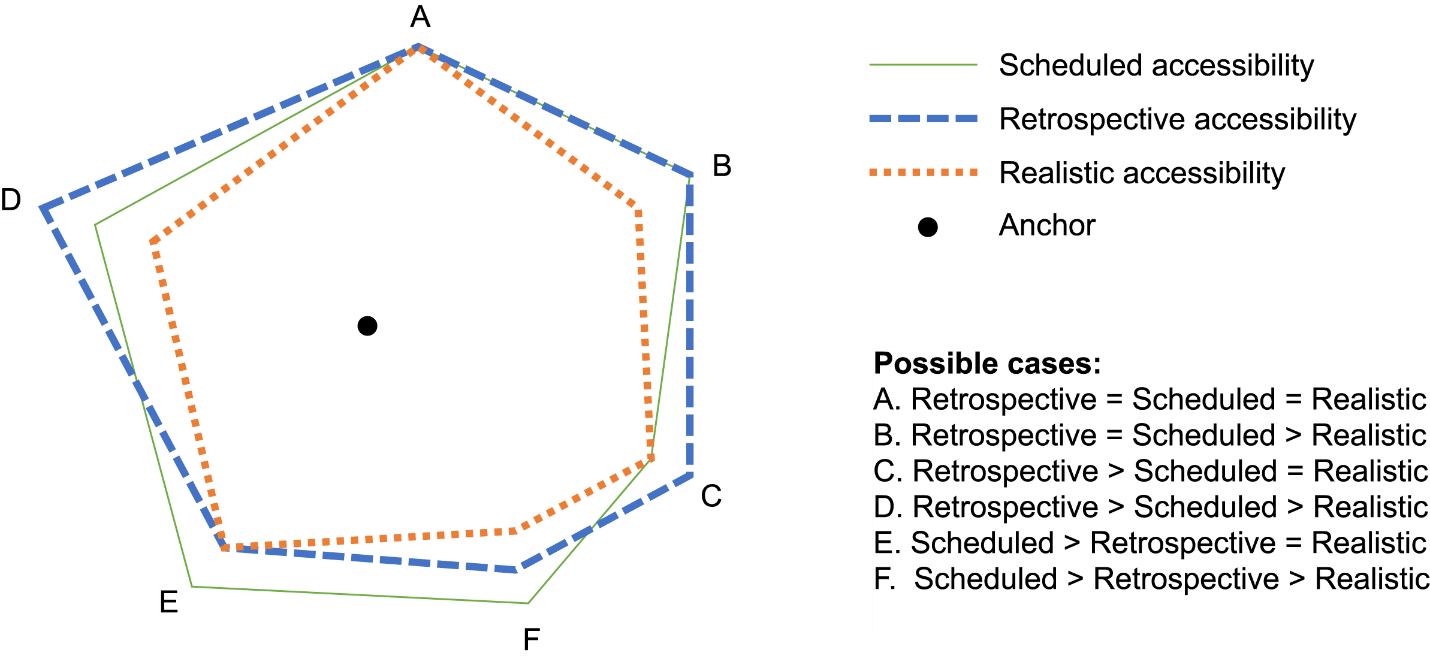 A
B
C
D
E
F
Scheduled accessibility
Retrospective accessibility
Realistic accessibility
Anchor
Possible cases:
A. Retrospective = Scheduled = Realistic
B. Retrospective = Scheduled > Realistic
C. Retrospective > Scheduled = Realistic
D. Retrospective > Scheduled > Realistic
E. Scheduled > Retrospective = Realistic
F. Scheduled > Retrospective > Realistic